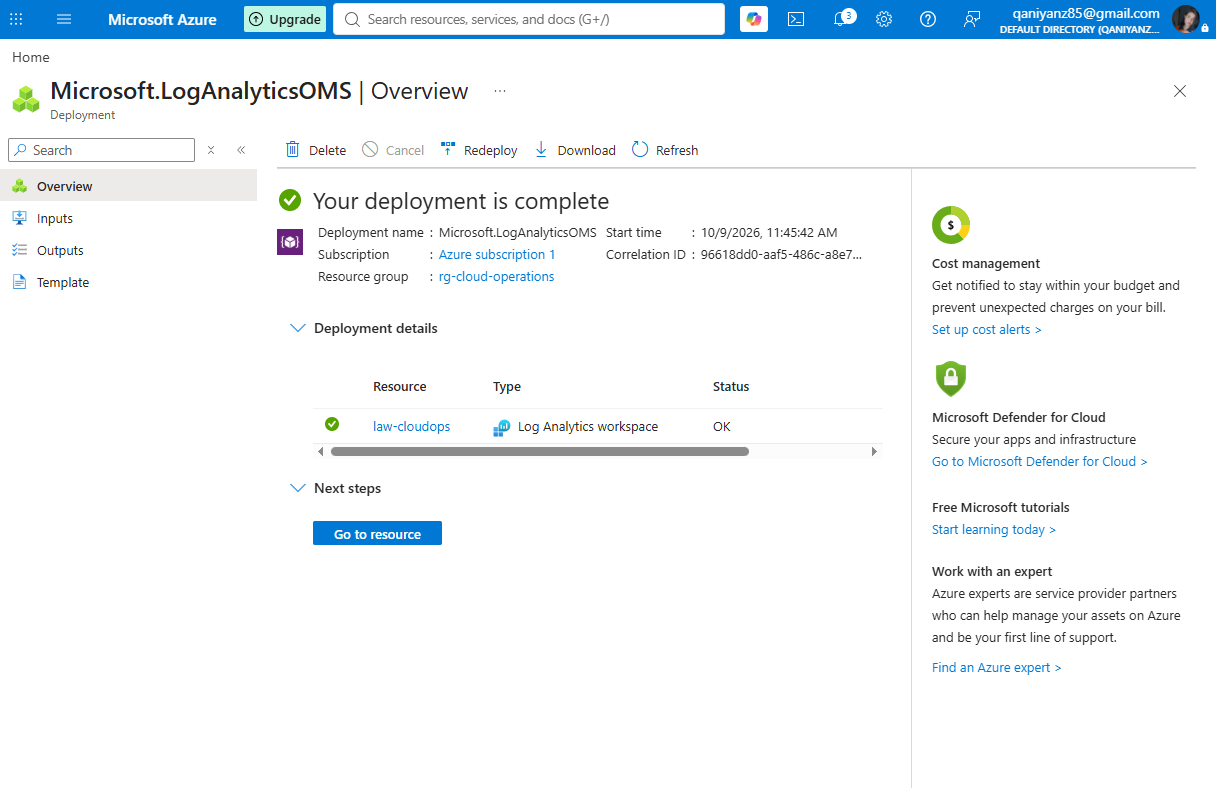 Microsoft Azure
Upgrade
Search resources, services, and docs (G+/)
3
qaniyanz85@gmail.com
DEFAULT DIRECTORY (QANIYANZ...
Home
Microsoft.LogAnalyticsOMS | Overview ...
Deployment
Search
Overview
Inputs
Outputs
Template
Delete Cancel Redeploy Download Refresh
Your deployment is complete
Deployment name : Microsoft.LogAnalyticsOMS Start time : 10/9/2026, 11:45:42 AM
Subscription : Azure subscription 1 Correlation ID : 96618dd0-aaf5-486c-a8e7...
Resource group : rg-cloud-operations
Deployment details
Resource Type Status
law-cloudops Log Analytics workspace OK
Next steps
Go to resource
$
Cost management
Get notified to stay within your budget and
prevent unexpected charges on your bill.
Set up cost alerts >
Microsoft Defender for Cloud
Secure your apps and infrastructure
Go to Microsoft Defender for Cloud >
Free Microsoft tutorials
Start learning today >
Work with an expert
Azure experts are service provider partners
who can help manage your assets on Azure
and be your first line of support.
Find an Azure expert >